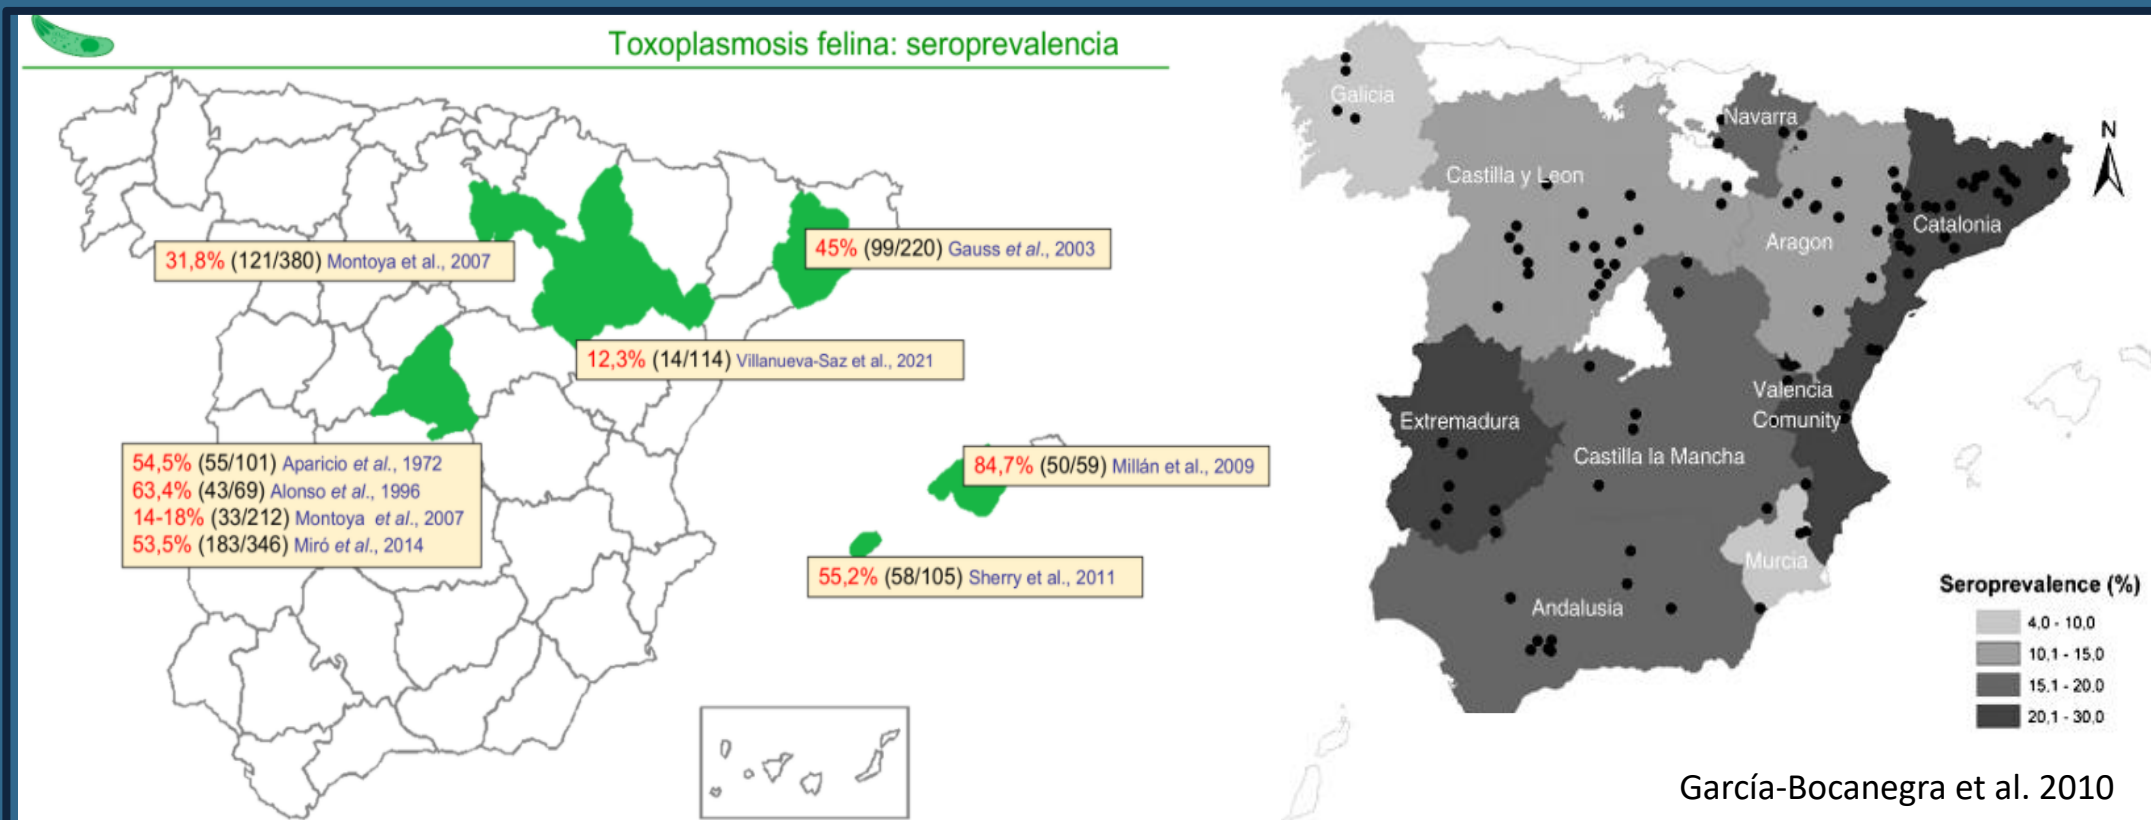 Toxoplasmosis felina: seroprevalencia
31,8% (121/380) Montoya et al., 2007
45% (99/220) Gauss et al., 2003
12,3% (14/114) Villanueva-Saz et al., 2021
54,5% (55/101) Aparicio et al., 1972
63,4% (43/69) Alonso et al., 1996
14-18% (33/212) Montoya et al., 2007
53,5% (183/346) Miró et al., 2014
84,7% (50/59) Millán et al., 2009
55,2% (58/105) Sherry et al., 2011
Galicia
Navarra
Castilla y Leon
Catalonia
Aragon
Valencia
Comunity
Extremadura
Castilla la Mancha
Murcia
Andalusia
N
Seroprevalence (%)
4,0 - 10,0
10,1 - 15,0
15,1 - 20,0
20,1 - 30,0
García-Bocanegra et al. 2010